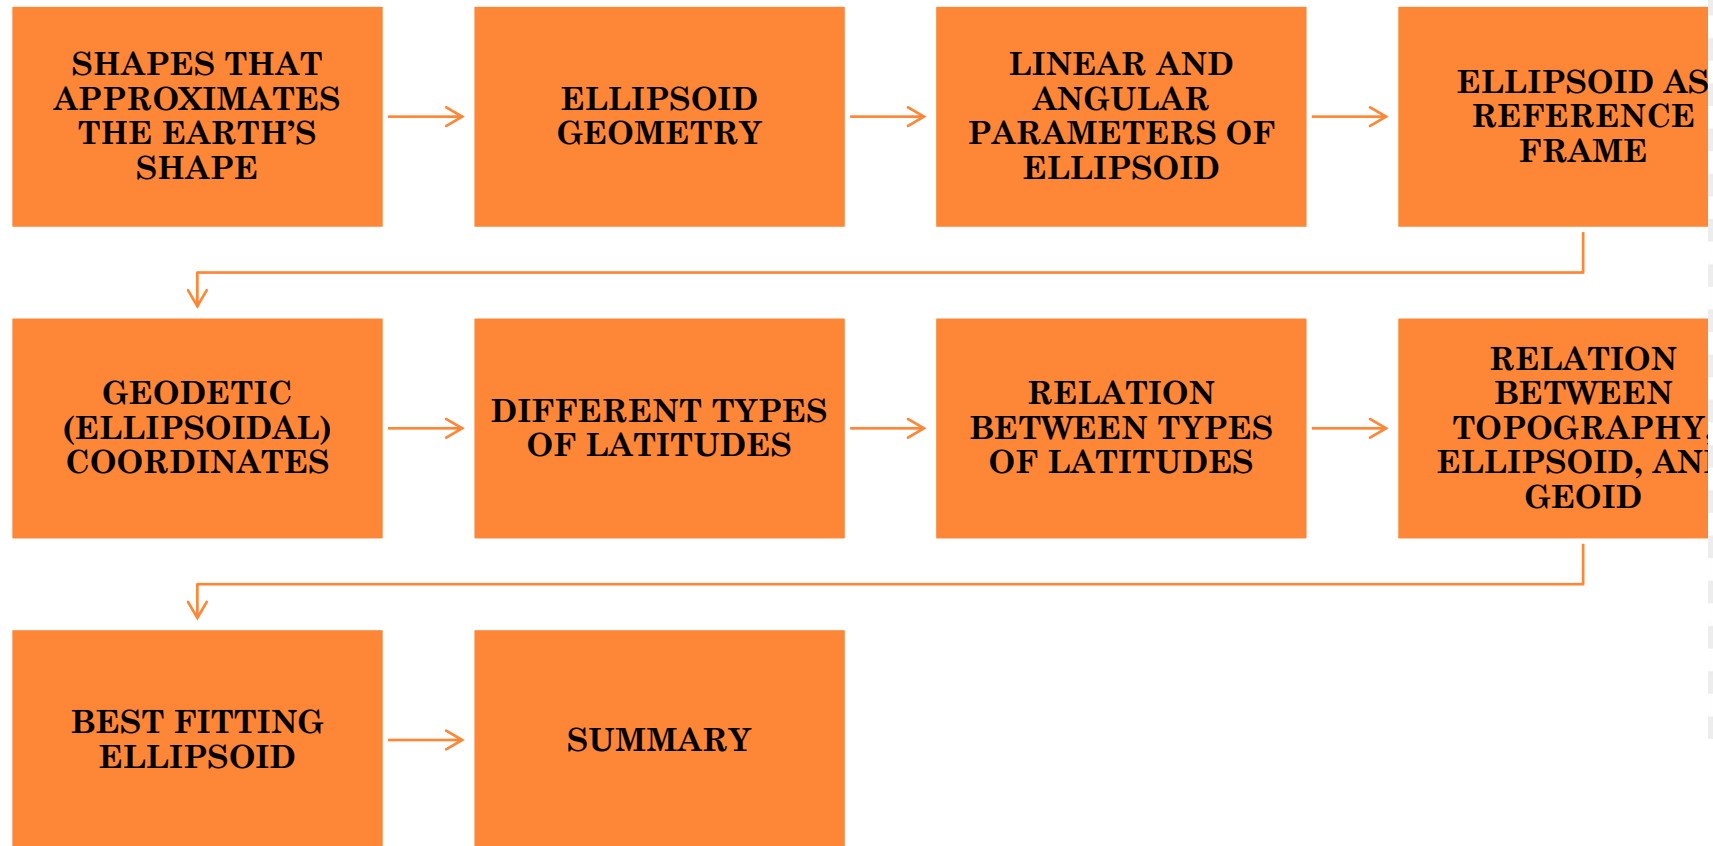 SHAPES THAT
APPROXIMATES
THE EARTH'S
SHAPE
ELLIPSOID
GEOMETRY
LINEAR AND
ANGULAR
PARAMETERS OF
ELLIPSOID
ELLIPSOID AS
REFERENCE
FRAME
GEODETIC
(ELLIPSOIDAL)
COORDINATES
DIFFERENT TYPES
OF LATITUDES
RELATION
BETWEEN TYPES
OF LATITUDES
RELATION
BETWEEN
TOPOGRAPHY,
ELLIPSOID, AND
GEOID
BEST FITTING
ELLIPSOID
SUMMARY